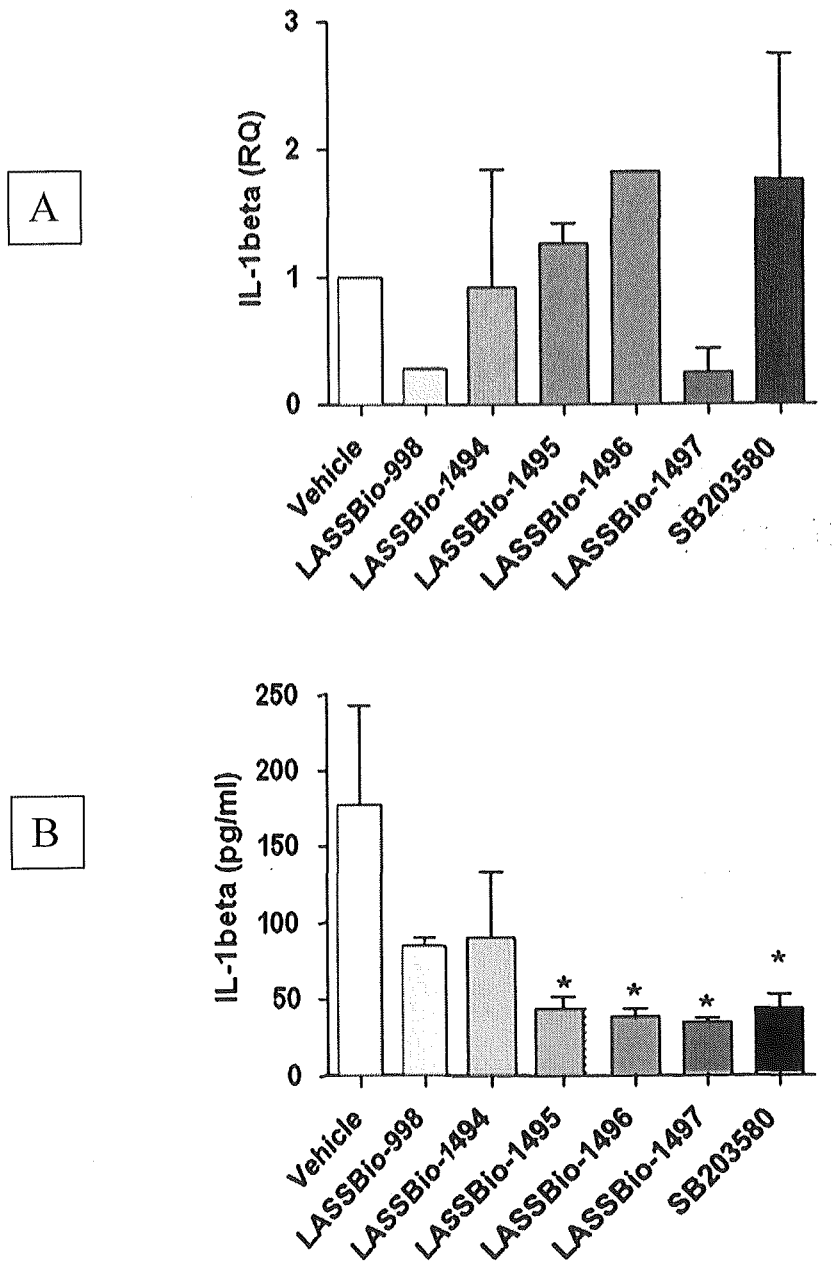 A
IL-1beta (RQ)
3
2
1
0
Vehicle
LASSBio-998
LASSBio-1494
LASSBio-1495
LASSBio-1496
LASSBio-1497
SB203580
B
IL-1beta (pg/ml)
250
200
150
100
50
0
*
*
*
*
Vehicle
LASSBio-998
LASSBio-1494
LASSBio-1495
LASSBio-1496
LASSBio-1497
SB203580